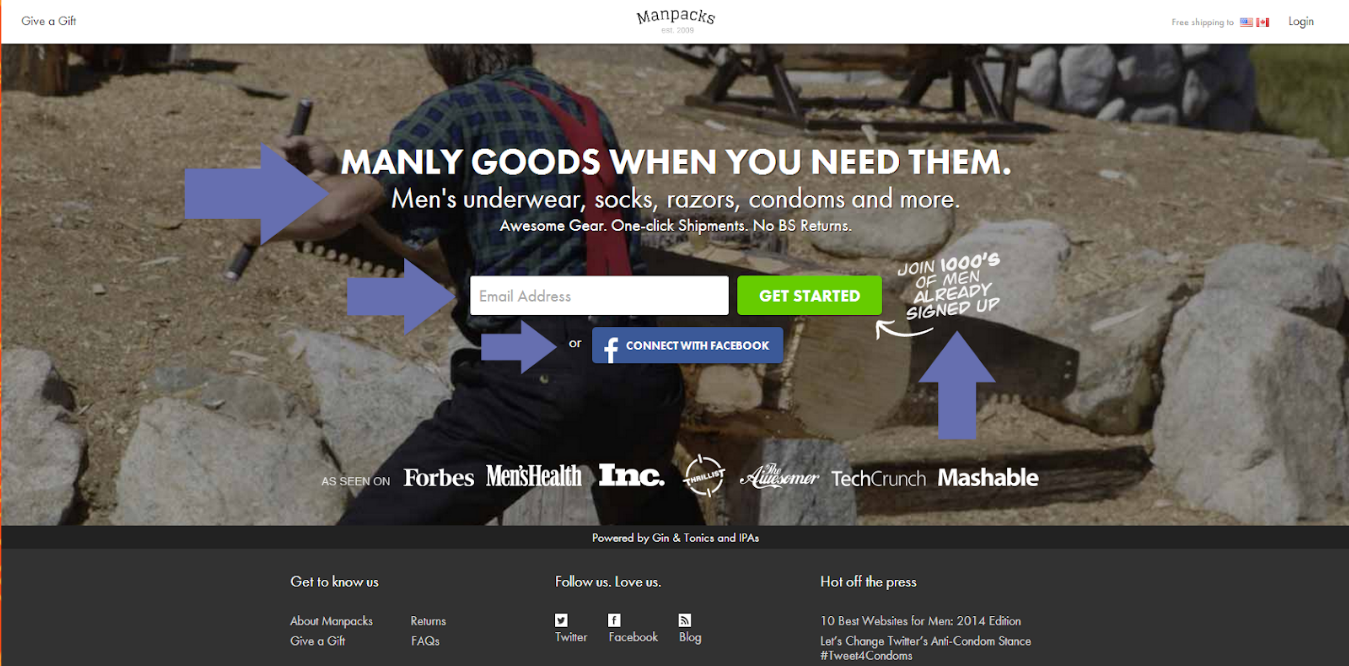 Give a Gift
Manpacks
est. 2009
Free shipping to
Login
MANLY GOODS WHEN YOU NEED THEM.
Men's underwear, socks, razors, condoms and more.
Awesome Gear. One-click Shipments. No BS Returns.
Email Address
GET STARTED
JOIN 1000'S
OF MEN
ALREADY
SIGNED UP
or
f CONNECT WITH FACEBOOK
AS SEEN ON Forbes Men'sHealth Inc. THRILLIST The Awesomer TechCrunch Mashable
Powered by Gin & Tonics and IPAs
Get to know us
About Manpacks Returns
Give a Gift FAQs
Follow us. Love us.
Twitter Facebook Blog
Hot off the press
10 Best Websites for Men: 2014 Edition
Let's Change Twitter's Anti-Condom Stance
#Tweet4Condoms